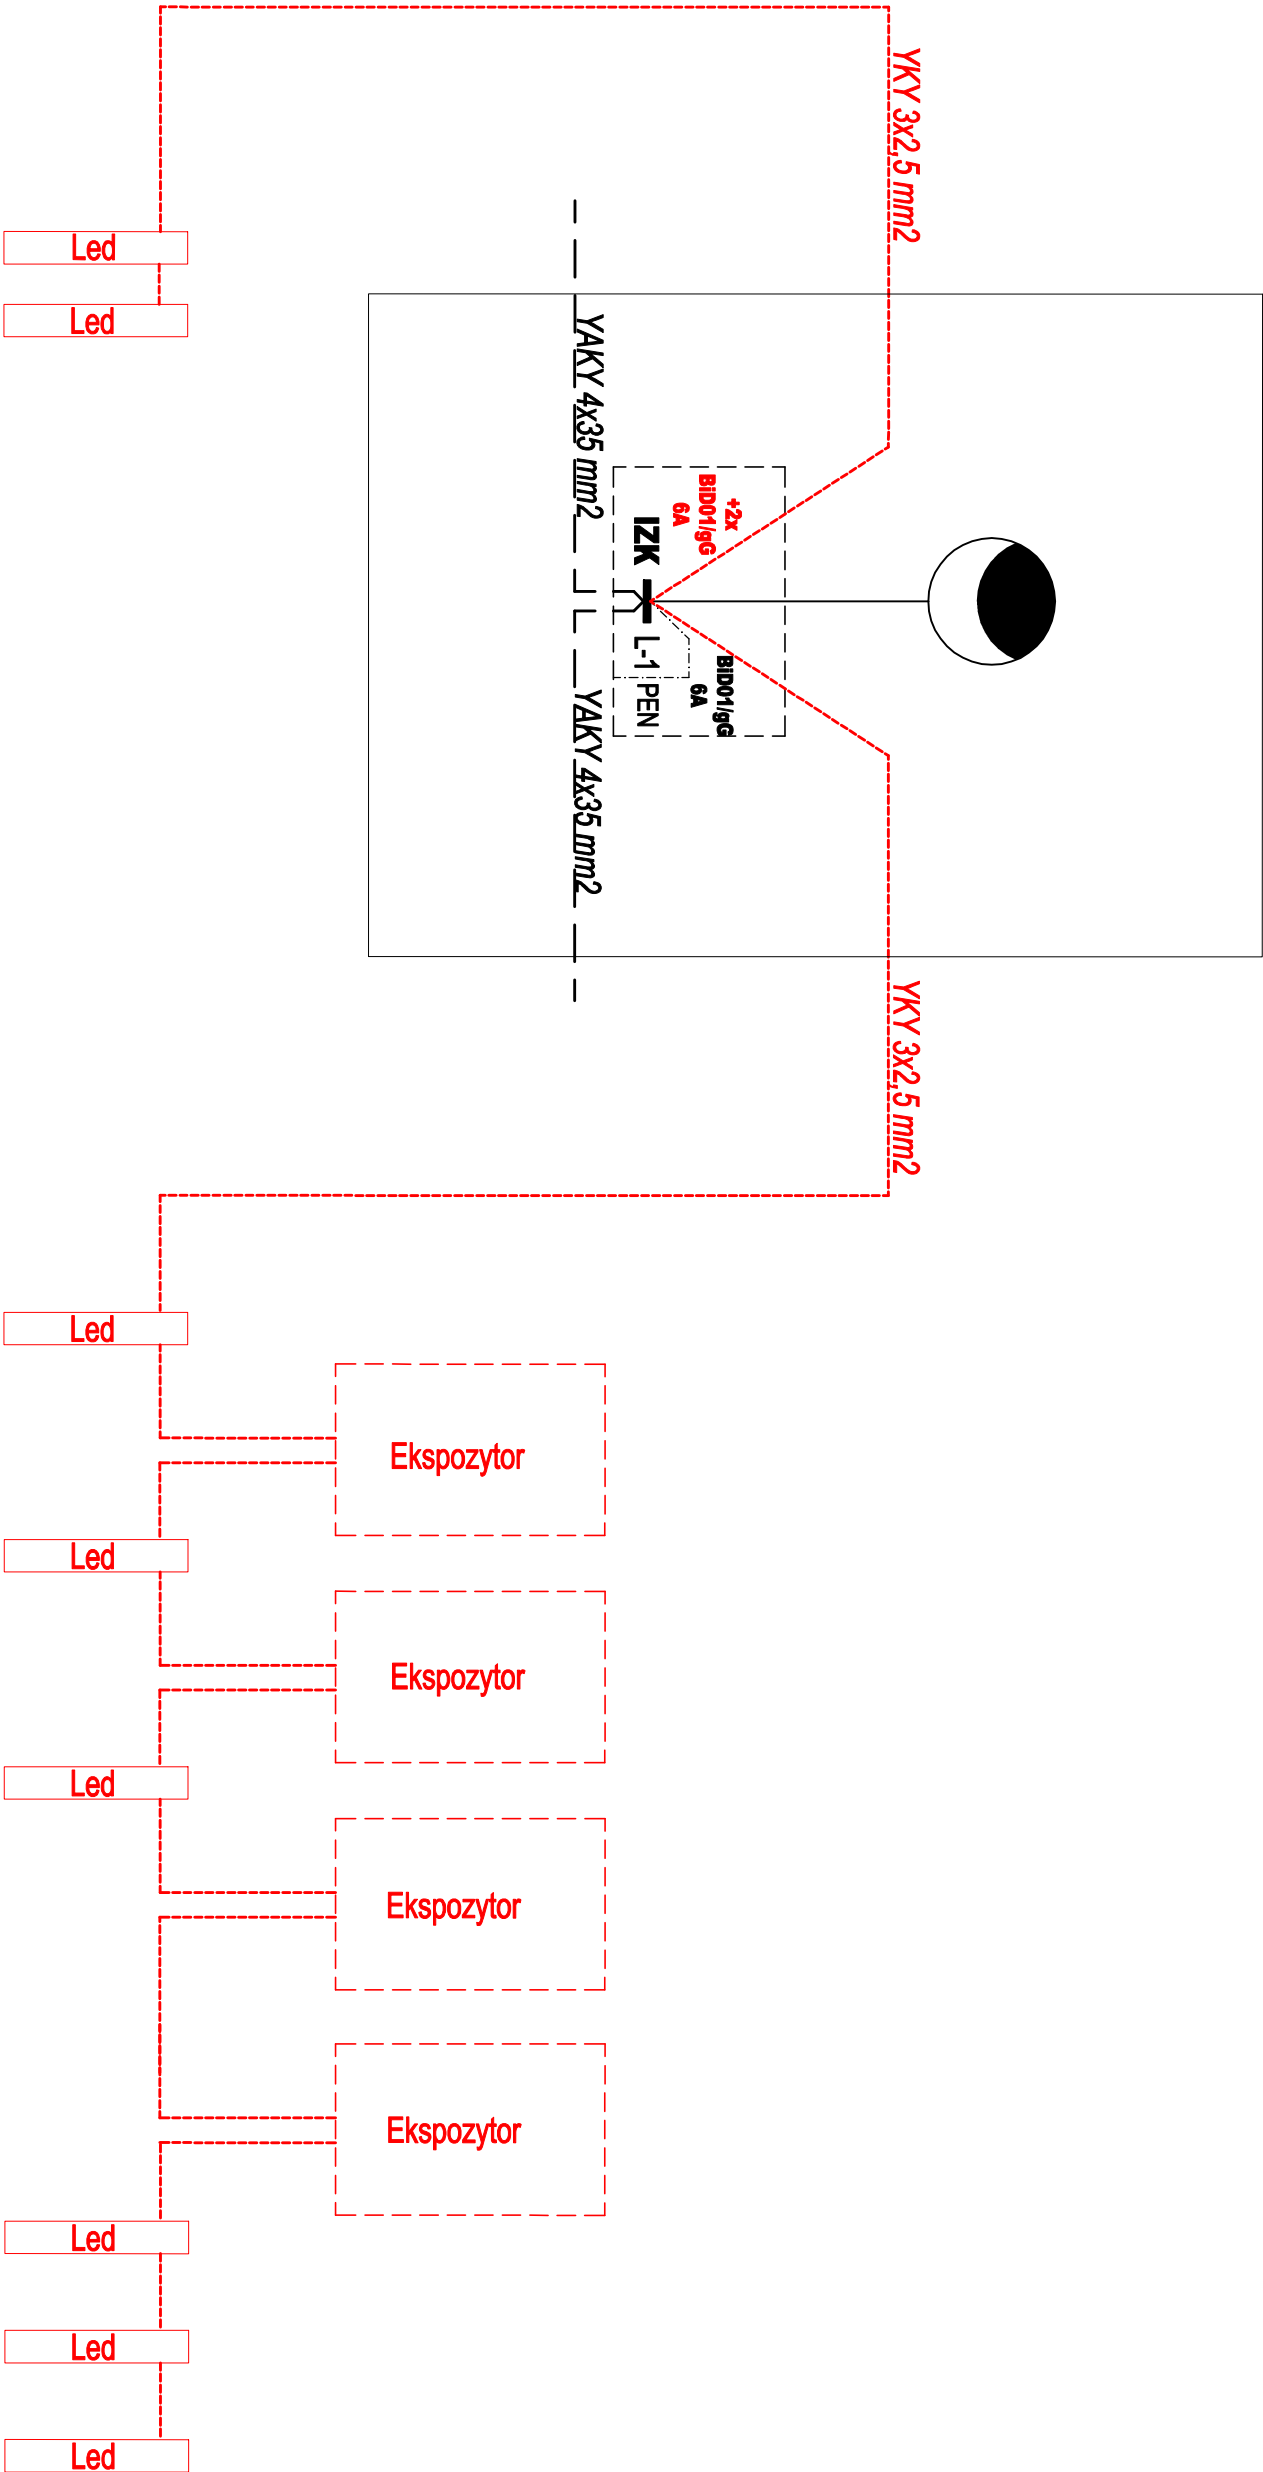 YKY 3x2,5 mm2
Led
Led
YAKY 4x35 mm2
+2x
BiD01/gG
6A
IZK
L-1
PEN
BiD01/gG
6A
YAKY 4x35 mm2
YKY 3x2,5 mm2
Led
Ekspozytor
Led
Ekspozytor
Led
Ekspozytor
Ekspozytor
Led
Led
Led